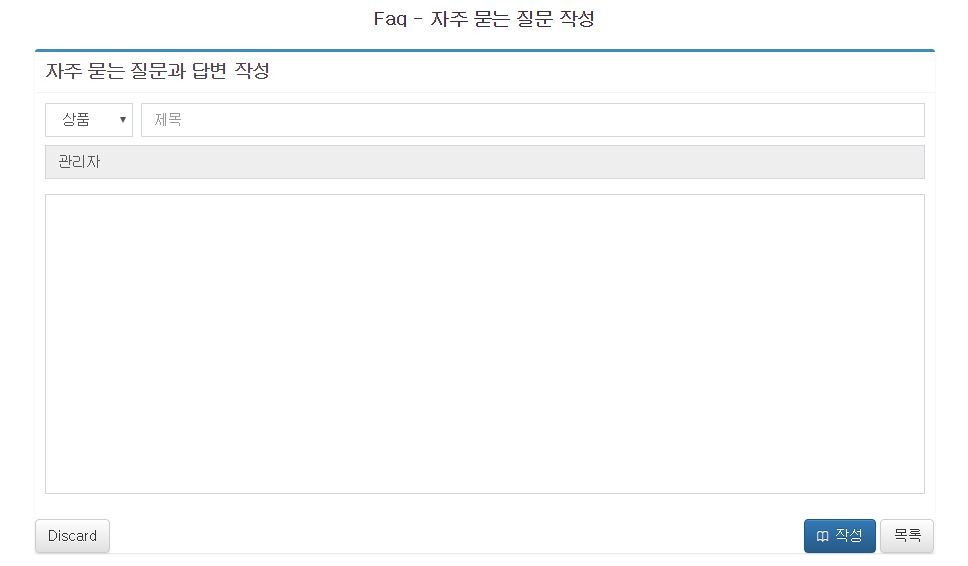 Faq - 자주 묻는 질문 작성
자주 묻는 질문과 답변 작성
상품 제목
관리자
Discard 작성 목록